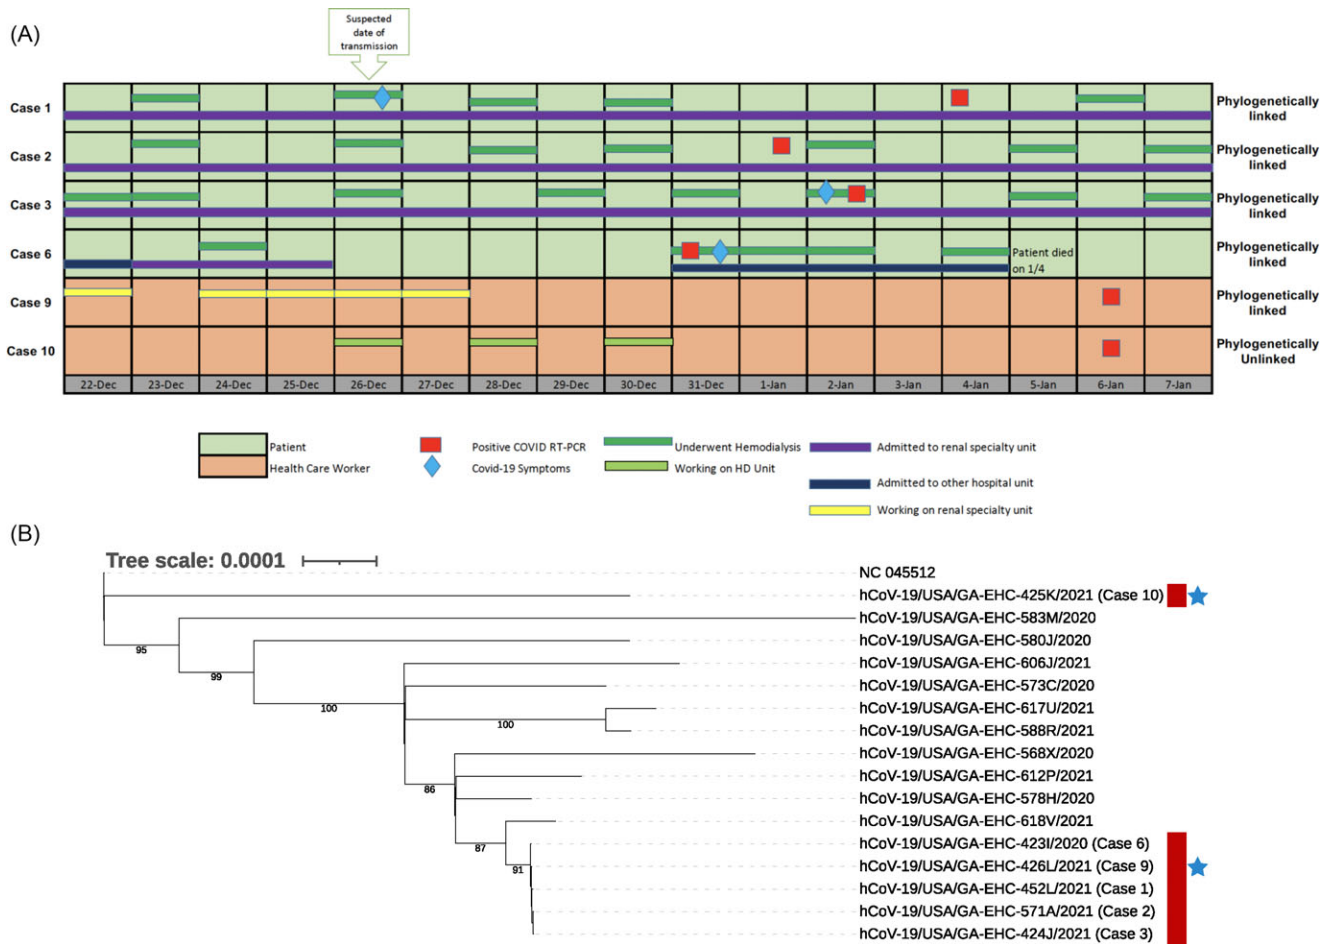 (A)
Suspected
date of
transmission
Case 1
Phylogenetically
linked
Case 2
Phylogenetically
linked
Case 3
Phylogenetically
linked
Case 6
Patient died
on 1/4
Phylogenetically
linked
Case 9
Phylogenetically
linked
Case 10
Phylogenetically
Unlinked
22-Dec 23-Dec 24-Dec 25-Dec 26-Dec 27-Dec 28-Dec 29-Dec 30-Dec 31-Dec 1-Jan 2-Jan 3-Jan 4-Jan 5-Jan 6-Jan 7-Jan
Patient Positive COVID RT-PCR Underwent Hemodialysis Admitted to renal specialty unit
Health Care Worker Covid-19 Symptoms Working on HD Unit
Admitted to other hospital unit
Working on renal specialty unit
(B)
Tree scale: 0.0001
NC 045512
hCoV-19/USA/GA-EHC-425K/2021 (Case 10)
hCoV-19/USA/GA-EHC-583M/2020
95
hCoV-19/USA/GA-EHC-580J/2020
hCoV-19/USA/GA-EHC-606J/2021
99
hCoV-19/USA/GA-EHC-573C/2020
100
hCoV-19/USA/GA-EHC-617U/2021
100
hCoV-19/USA/GA-EHC-588R/2021
hCoV-19/USA/GA-EHC-568X/2020
hCoV-19/USA/GA-EHC-612P/2021
86
hCoV-19/USA/GA-EHC-578H/2020
hCoV-19/USA/GA-EHC-618V/2021
hCoV-19/USA/GA-EHC-423I/2020 (Case 6)
87
hCoV-19/USA/GA-EHC-426L/2021 (Case 9)
91
hCoV-19/USA/GA-EHC-452L/2021 (Case 1)
hCoV-19/USA/GA-EHC-571A/2021 (Case 2)
hCoV-19/USA/GA-EHC-424J/2021 (Case 3)